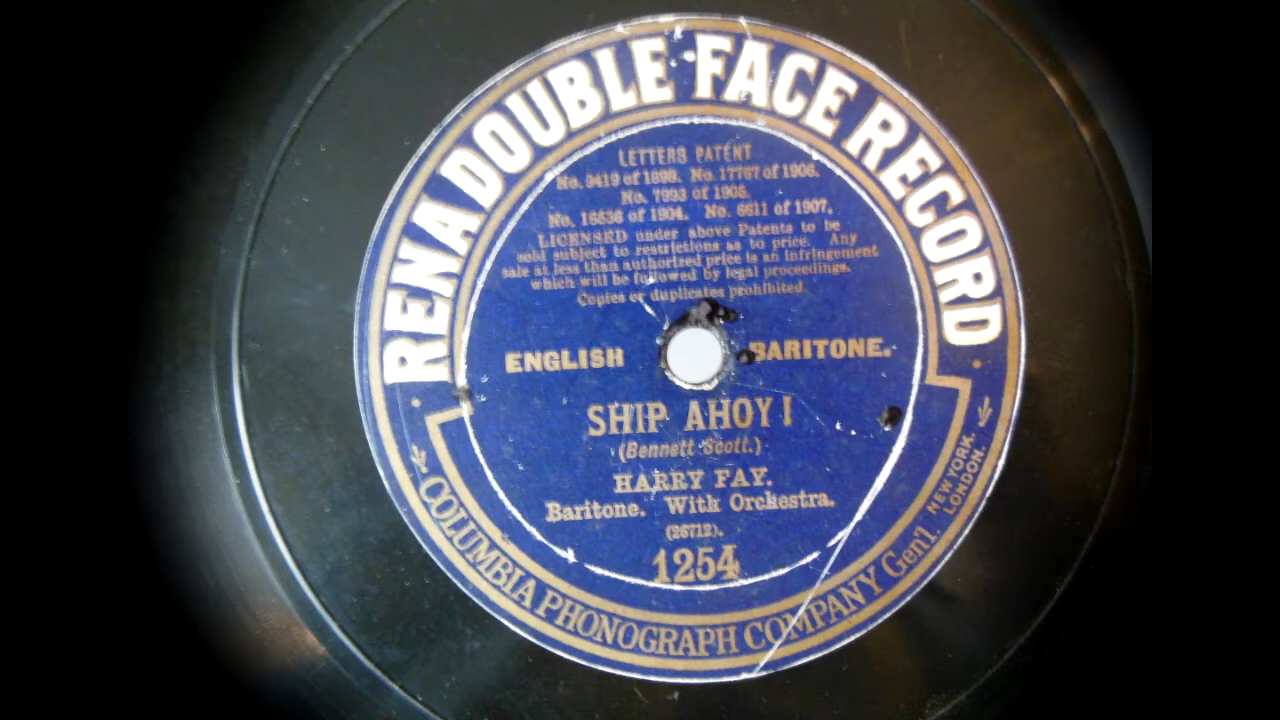 RENA DOUBLE FACE RECORD
LETTERS PATENT
No. 3419 of 1898. No. 17767 of 1906.
No. 7993 of 1905.
No. 16638 of 1904. No. 6611 of 1907.
LICENSED under above Patents to be
sold subject to restrictions as to price. Any
sale at less than authorized price is an infringement
which will be followed by legal proceedings.
Copies or duplicates prohibited.
ENGLISH BARITONE.
SHIP AHOY!
(Bennett Scott.)
HARRY FAY.
Baritone. With Orchestra.
(26712).
1254
COLUMBIA PHONOGRAPH COMPANY Gen'l.
NEW YORK.
LONDON.